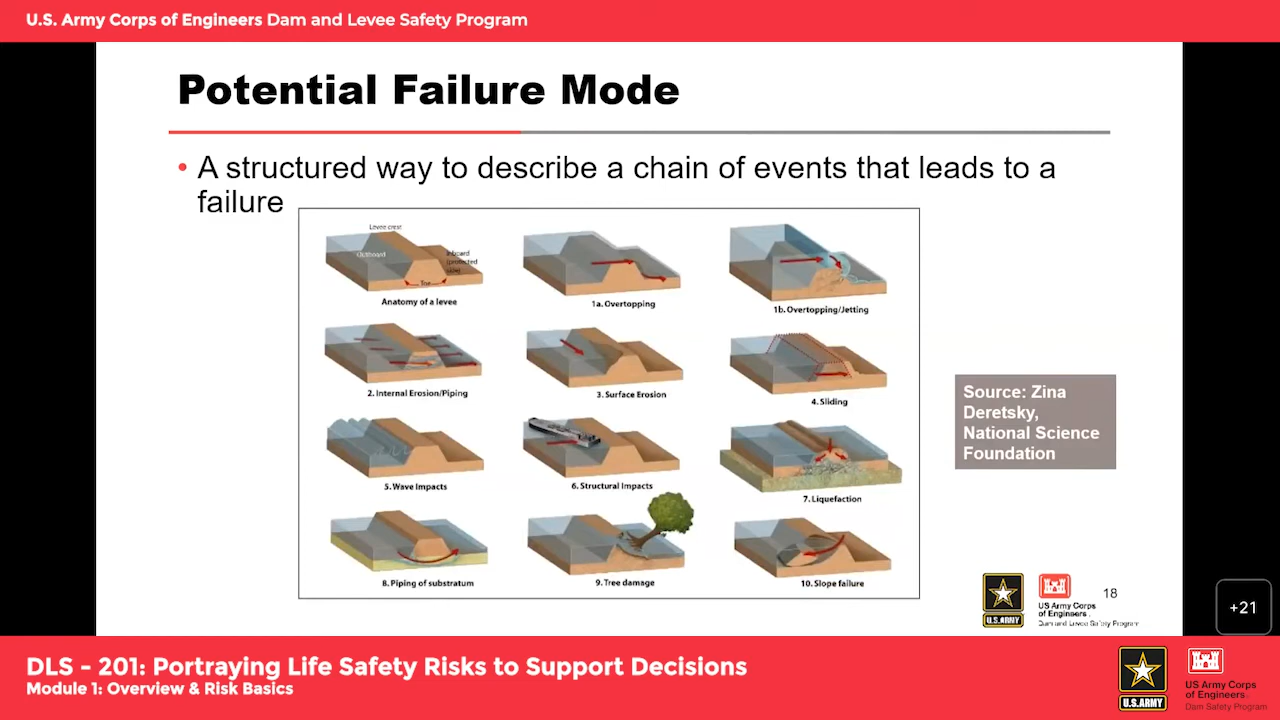 U.S. Army Corps of Engineers Dam and Levee Safety Program
Potential Failure Mode
• A structured way to describe a chain of events that leads to a
failure
Levee crest
Outboard
Inboard
(protected
side)
Toe
Anatomy of a levee
1a. Overtopping
1b. Overtopping/Jetting
2. Internal Erosion/Piping
3. Surface Erosion
4. Sliding
5. Wave Impacts
6. Structural Impacts
7. Liquefaction
8. Piping of substratum
9. Tree damage
10. Slope failure
Source: Zina
Deretsky,
National Science
Foundation
U.S.ARMY
US Army Corps
of Engineers.
Dam and Levee Safety Program
18
+21
DLS - 201: Portraying Life Safety Risks to Support Decisions
Module 1: Overview & Risk Basics
U.S.ARMY
US Army Corps
of Engineers.
Dam Safety Program